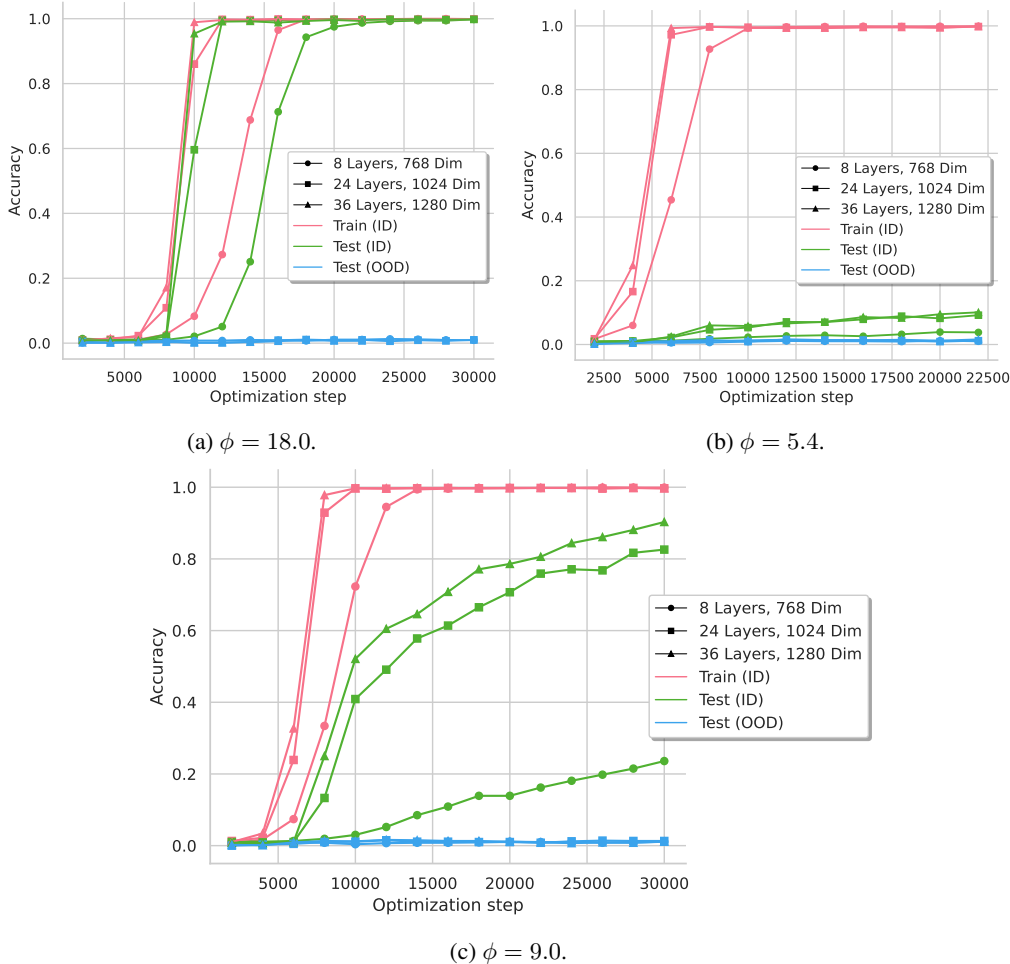 1.0
0.8
0.6
0.4
0.2
0.0
Accuracy
8 Layers, 768 Dim
24 Layers, 1024 Dim
36 Layers, 1280 Dim
Train (ID)
Test (ID)
Test (OOD)
5000 10000 15000 20000 25000 30000
Optimization step
(a) ϕ = 18.0.
1.0
0.8
0.6
0.4
0.2
0.0
Accuracy
8 Layers, 768 Dim
24 Layers, 1024 Dim
36 Layers, 1280 Dim
Train (ID)
Test (ID)
Test (OOD)
2500 5000 7500 10000 12500 15000 17500 20000 22500
Optimization step
(b) ϕ = 5.4.
1.0
0.8
0.6
0.4
0.2
0.0
Accuracy
8 Layers, 768 Dim
24 Layers, 1024 Dim
36 Layers, 1280 Dim
Train (ID)
Test (ID)
Test (OOD)
5000 10000 15000 20000 25000 30000
Optimization step
(c) ϕ = 9.0.